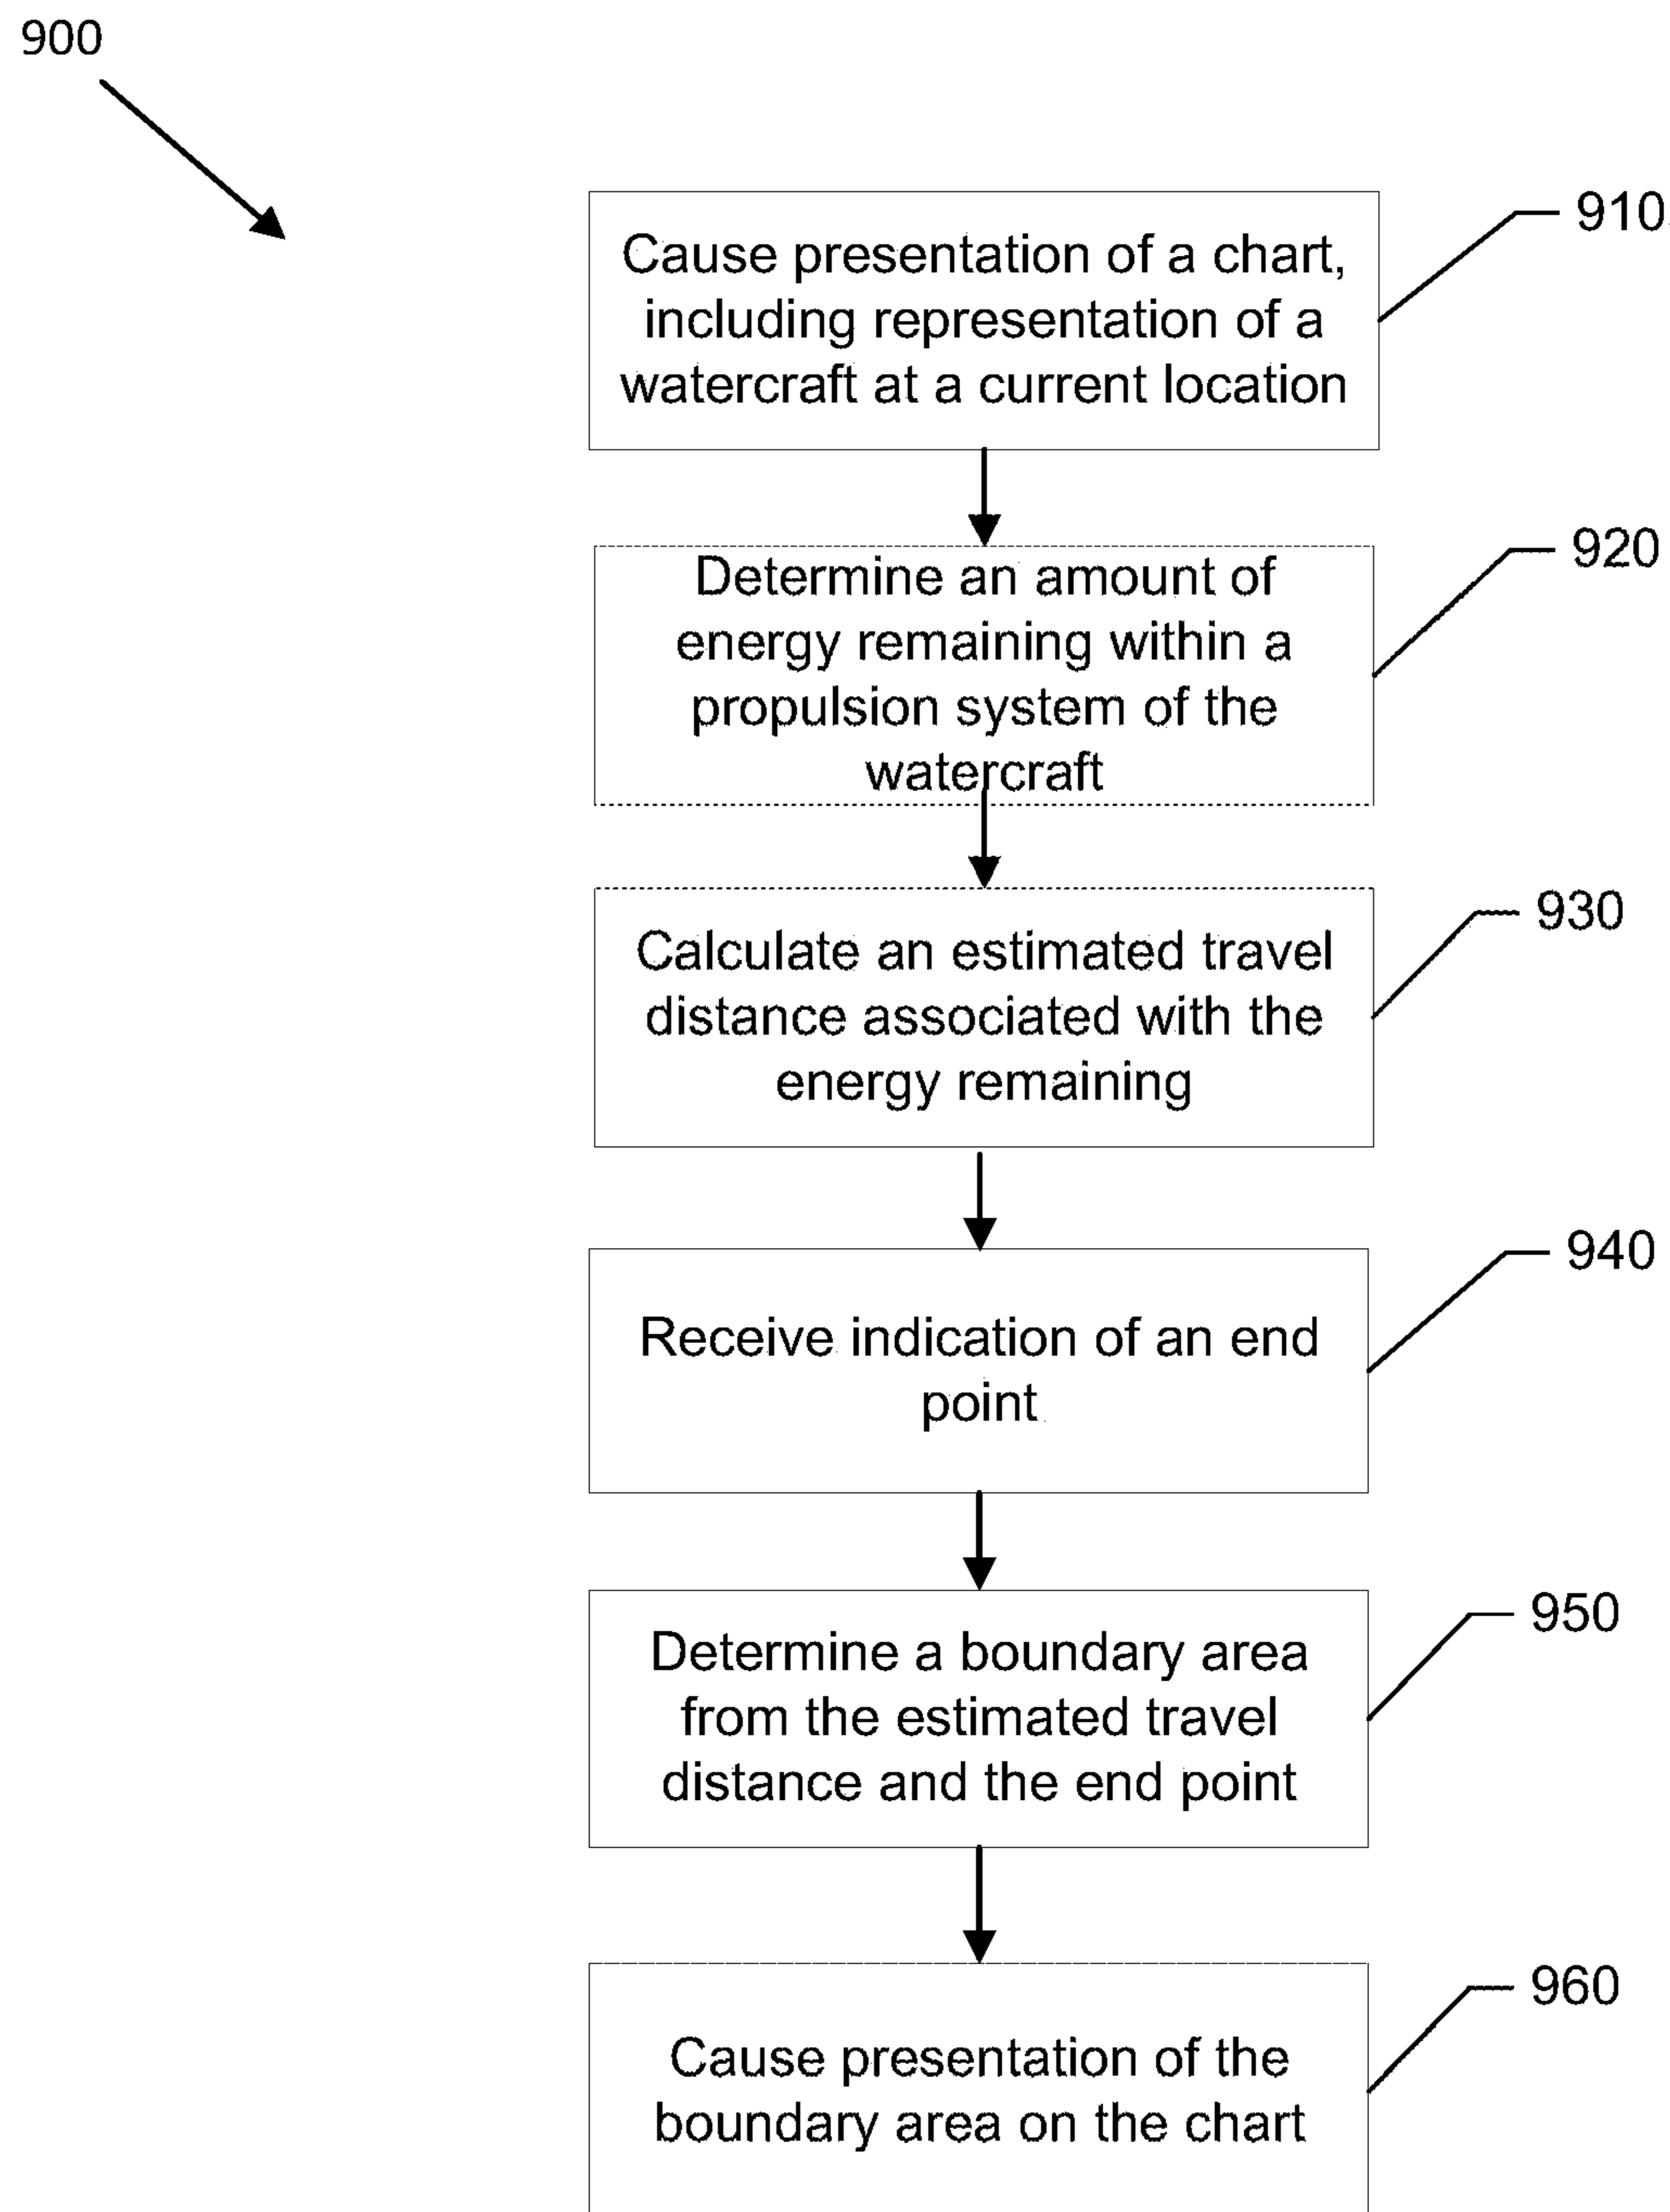 900
910
Cause presentation of a chart,
including representation of a
watercraft at a current location
920
Determine an amount of
energy remaining within a
propulsion system of the
watercraft
930
Calculate an estimated travel
distance associated with the
energy remaining
940
Receive indication of an end
point
950
Determine a boundary area
from the estimated travel
distance and the end point
960
Cause presentation of the
boundary area on the chart